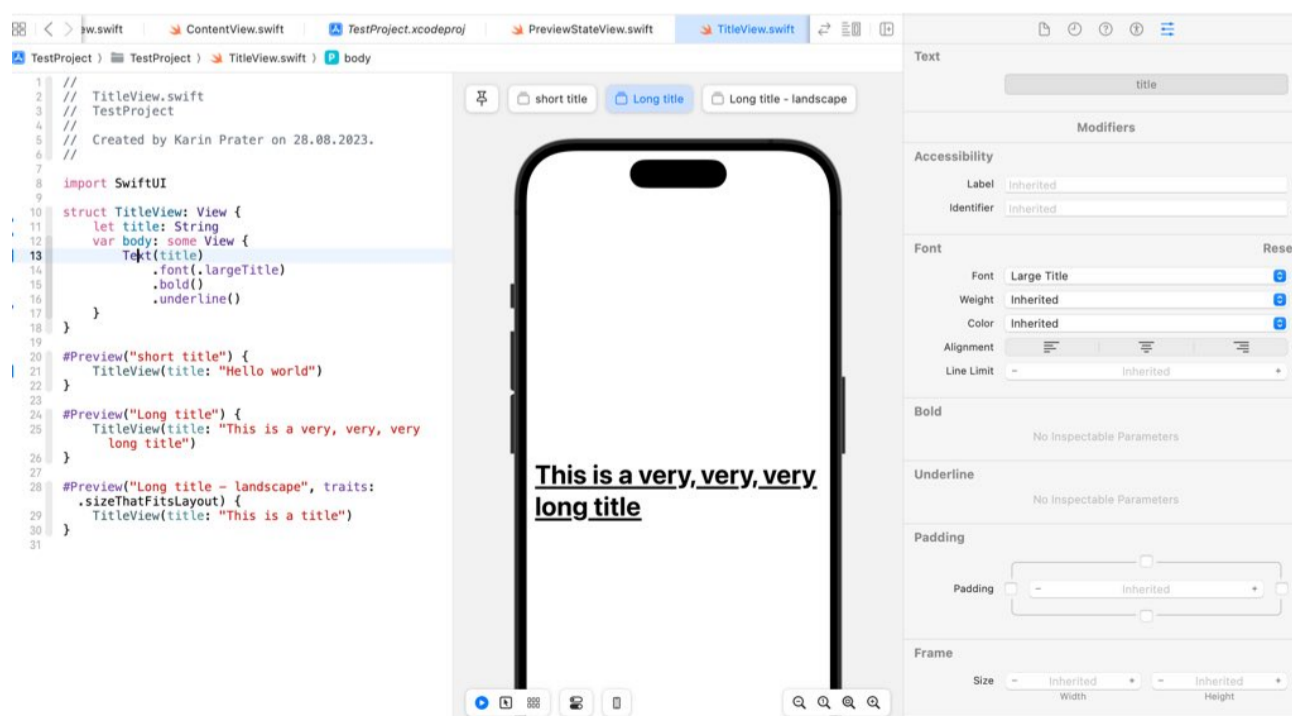 ew.swift ContentView.swift TestProject.xcodeproj PreviewStateView.swift TitleView.swift
TestProject TestProject TitleView.swift P body
1 //
2 // TitleView.swift
3 // TestProject
4 //
5 // Created by Karin Prater on 28.08.2023.
6 //
7
8 import SwiftUI
9
10 struct TitleView: View {
11 let title: String
12 var body: some View {
13 Text(title)
14 .font(.largeTitle)
15 .bold()
16 .underline()
17 }
18 }
19
20 #Preview("short title") {
21 TitleView(title: "Hello world")
22 }
23
24 #Preview("Long title") {
25 TitleView(title: "This is a very, very, very
long title")
26 }
27
28 #Preview("Long title - landscape", traits:
.sizeThatFitsLayout) {
29 TitleView(title: "This is a title")
30 }
31
short title Long title Long title - landscape
This is a very, very, very
long title
Text
title
Modifiers
Accessibility
Label Inherited
Identifier Inherited
Font Rese
Font Large Title
Weight Inherited
Color Inherited
Alignment
Line Limit - Inherited +
Bold
No Inspectable Parameters
Underline
No Inspectable Parameters
Padding
Padding - Inherited +
Frame
Size - Inherited + - Inherited +
Width Height